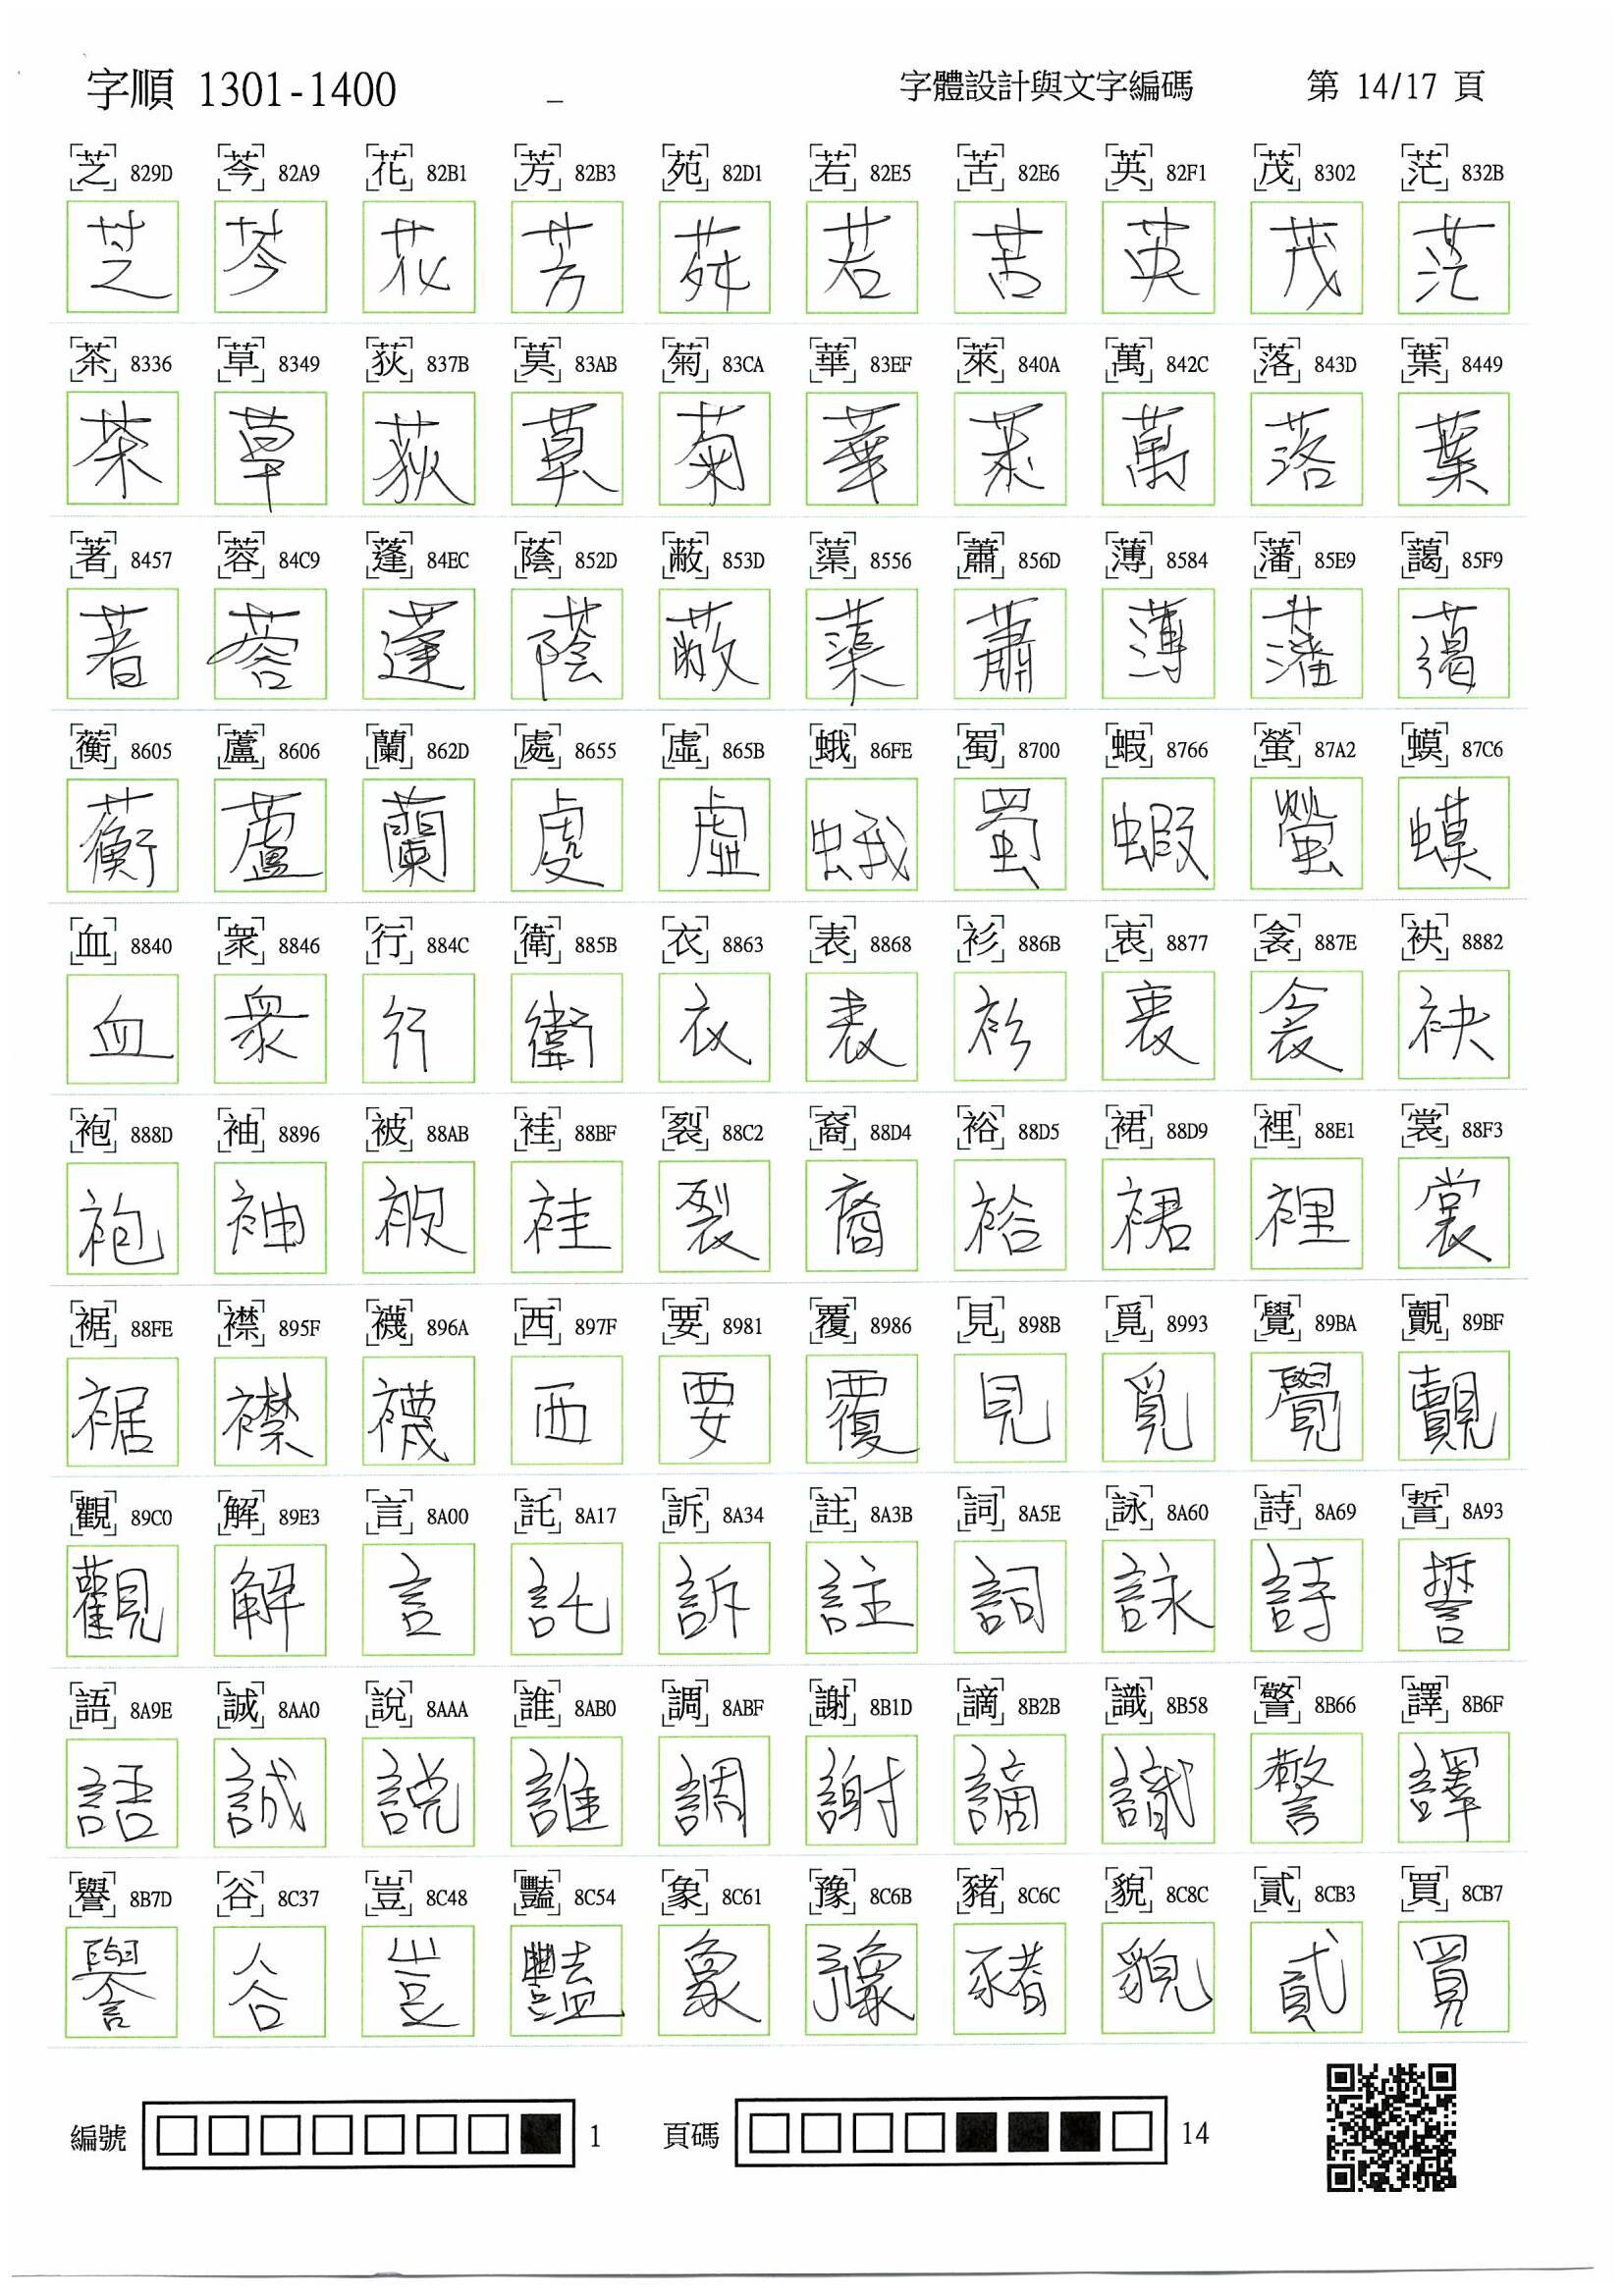 字順 1301-1400 字體設計與文字編碼 第 14/17 頁
芝 829D 芩 82A9 花 82B1 芳 82B3 苑 82D1 若 82E5 苦 82E6 英 82F1 茂 8302 茫 832B
芝 芩 花 芳 若 苦 英 茂 茫
茶 8336 草 8349 荻 837B 莫 83AB 菊 83CA 華 83EF 萊 840A 萬 842C 落 843D 葉 8449
茶 草 荻 莫 菊 華 萊 萬 落 葉
著 8457 蓉 84C9 蓬 84EC 蔭 852D 蔽 853D 蕖 8556 蕭 856D 薄 8584 藩 85E9 藹 85F9
著 蓉 蓬 蔭 蔽 蕖 蕭 薄 藩 藹
蘅 8605 蘆 8606 蘭 862D 處 8655 虛 865B 蛾 86FE 蜀 8700 蝦 8766 螢 87A2 蟆 87C6
蘅 蘆 蘭 處 虛 蛾 蜀 蝦 螢 蟆
血 8840 衆 8846 行 884C 衛 885B 衣 8863 表 8868 衫 886B 衷 8877 衾 887E 袂 8882
血 衆 行 衛 衣 表 衫 衷 衾 袂
袍 888D 袖 8896 被 88AB 袿 88BF 裂 88C2 裔 88D4 裕 88D5 裙 88D9 裡 88E1 裳 88F3
袍 袖 被 袿 裂 裔 裕 裙 裡 裳
裾 88FE 襟 895F 襪 896A 西 897F 要 8981 覆 8986 見 898B 覓 8993 覺 89BA 覿 89BF
裾 襟 襪 西 要 覆 見 覓 覺 覿
觀 89C0 解 89E3 言 8A00 託 8A17 訴 8A34 註 8A3B 詞 8A5E 詠 8A60 詩 8A69 誓 8A93
觀 解 言 託 訴 註 詞 詠 詩 誓
語 8A9E 誠 8AA0 說 8AAA 誰 8AB0 調 8ABF 謝 8B1D 謫 8B2B 識 8B58 警 8B66 譯 8B6F
語 誠 說 誰 調 謝 謫 識 警 譯
譽 8B7D 谷 8C37 豈 8C48 豔 8C54 象 8C61 豫 8C6B 豬 8C6C 貌 8C8C 貳 8CB3 買 8CB7
譽 谷 豈 豔 象 豫 豬 貌 貳 買
編號 1 頁碼 14